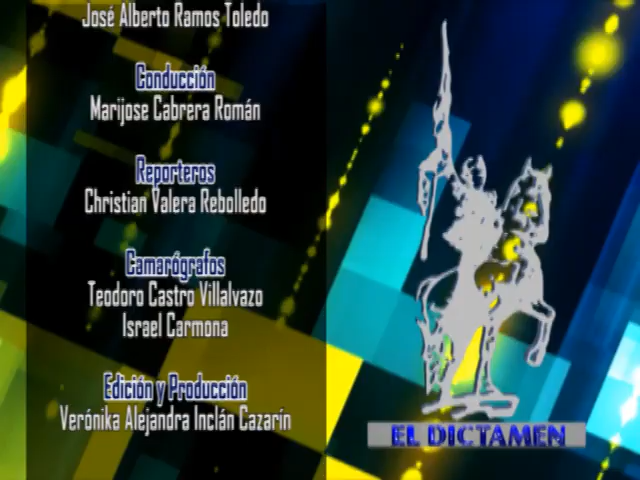 José Alberto Ramos Toledo
Conducción
Marijose Cabrera Román
Reporteros
Christian Valera Rebolledo
Camarógrafos
Teodoro Castro Villalvazo
Israel Carmona
Edición y Producción
Verónika Alejandra Inclán Cazarín
EL DICTAMEN